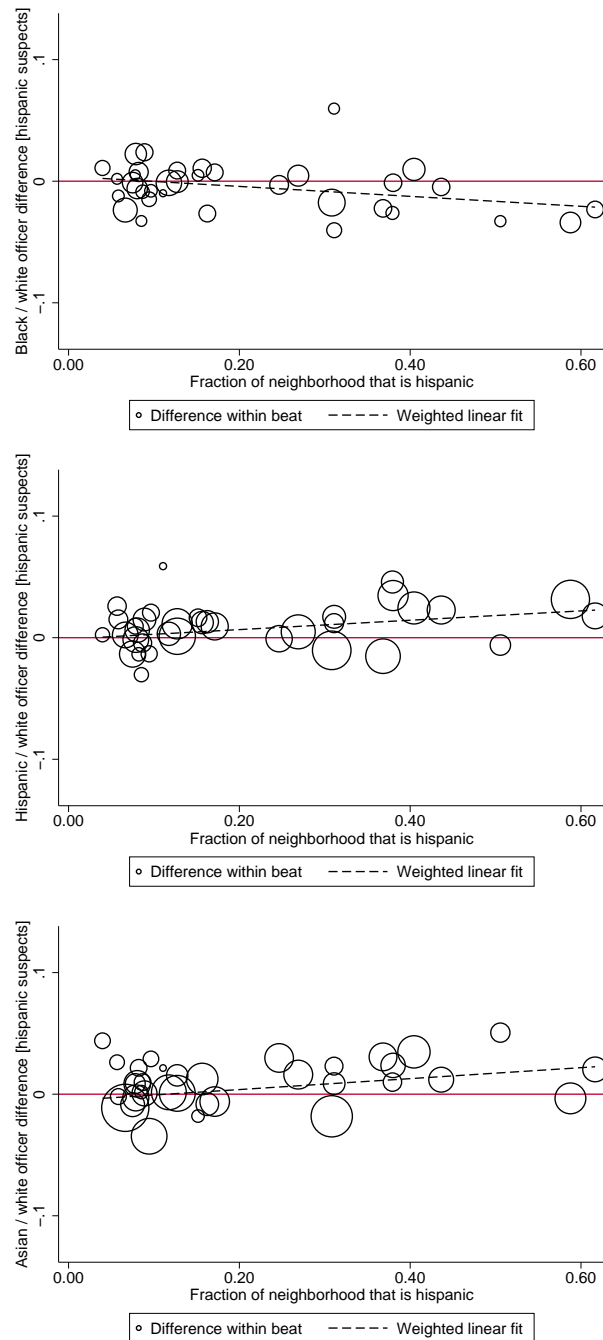 Black / white officer difference [hispanic suspects]
.1
0
-.1
0.00 0.20 0.40 0.60
Fraction of neighborhood that is hispanic
Difference within beat Weighted linear fit
Hispanic / white officer difference [hispanic suspects]
.1
0
-.1
0.00 0.20 0.40 0.60
Fraction of neighborhood that is hispanic
Difference within beat Weighted linear fit
Asian / white officer difference [hispanic suspects]
.1
0
-.1
0.00 0.20 0.40 0.60
Fraction of neighborhood that is hispanic
Difference within beat Weighted linear fit